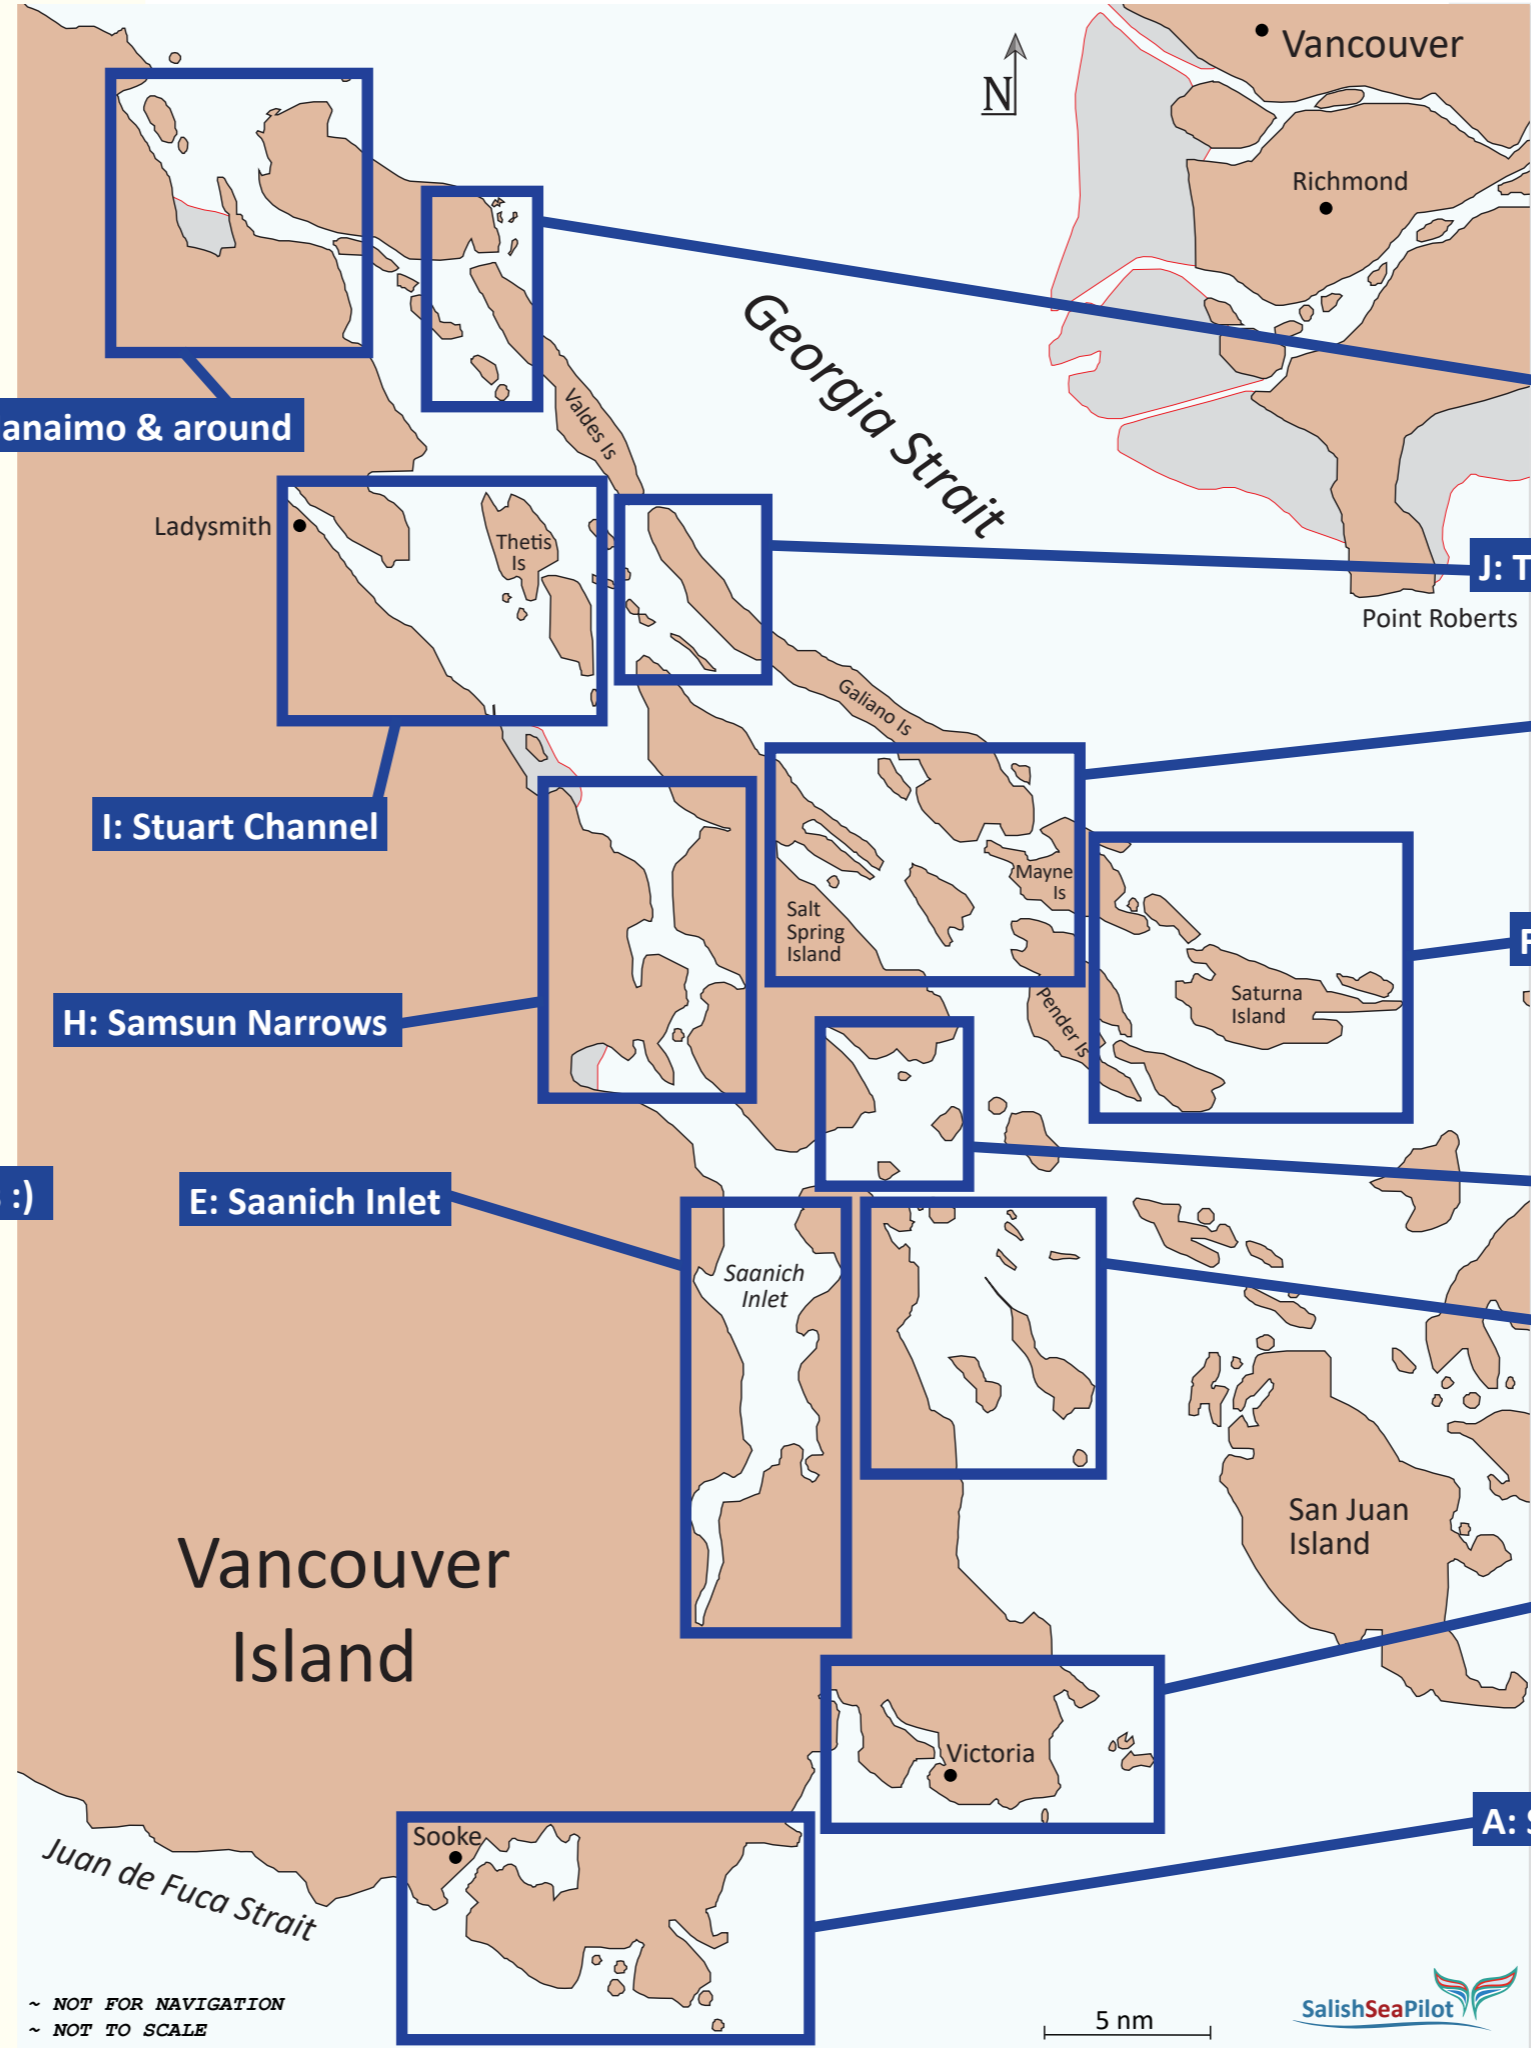 Vancouver
N
Richmond
Georgia Strait
anaimo & around
Valdes Is
Ladysmith
Thetis
Is
J: T
Point Roberts
Galiano Is
I: Stuart Channel
Mayne
Is
Salt
Spring
Island
F
Saturna
Island
Pender Is
H: Samsun Narrows
:)
E: Saanich Inlet
Saanich
Inlet
San Juan
Island
Vancouver
Island
Victoria
A: S
Sooke
Juan de Fuca Strait
~ NOT FOR NAVIGATION
~ NOT TO SCALE
5 nm
SalishSeaPilot